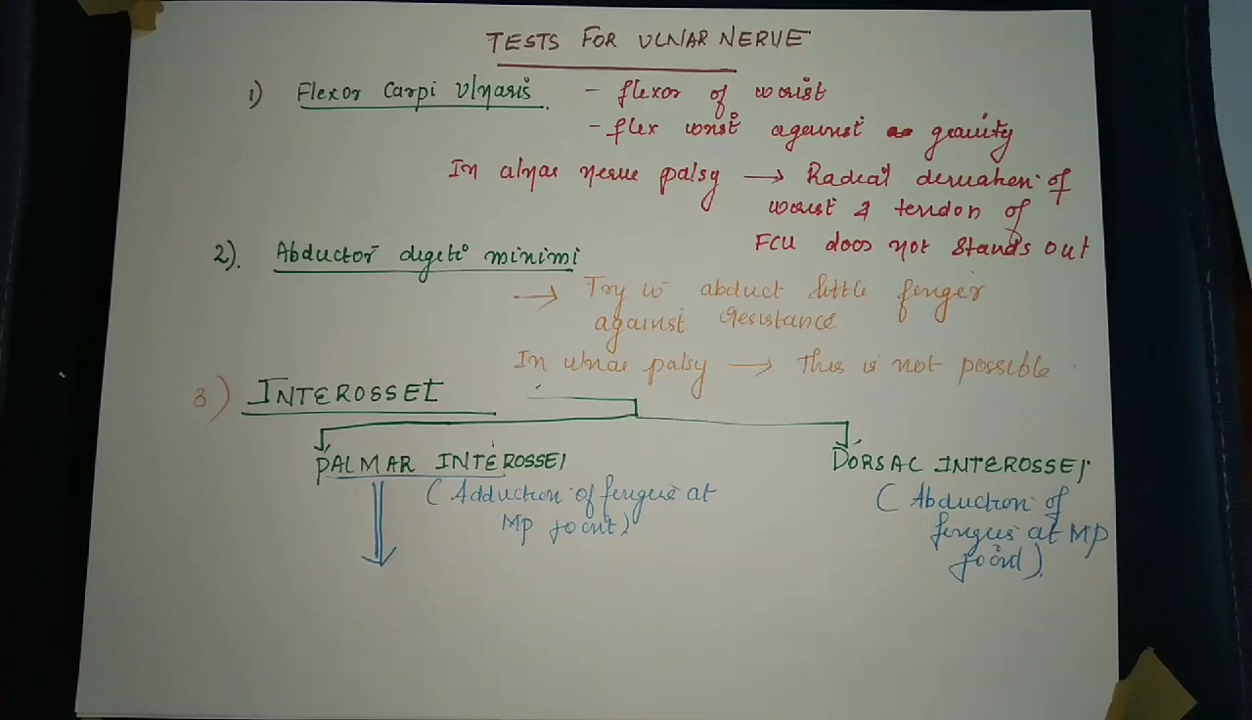 TESTS FOR ULNAR NERVE
1) Flexor Carpi Ulnaris - flexor of wrist
- flex wrist against gravity
In ulnar nerve palsy → Radial deviation of
wrist & tendon of
FCU does not stands out
2). Abductor digiti minimi
→ Try to abduct little finger
against resistance
In ulnar palsy → this is not possible
3) INTEROSSEI
PALMAR INTEROSSEI
(Adduction of fingers at
MP joint)
DORSAL INTEROSSEI
(Abduction of
fingers at MP
joint).